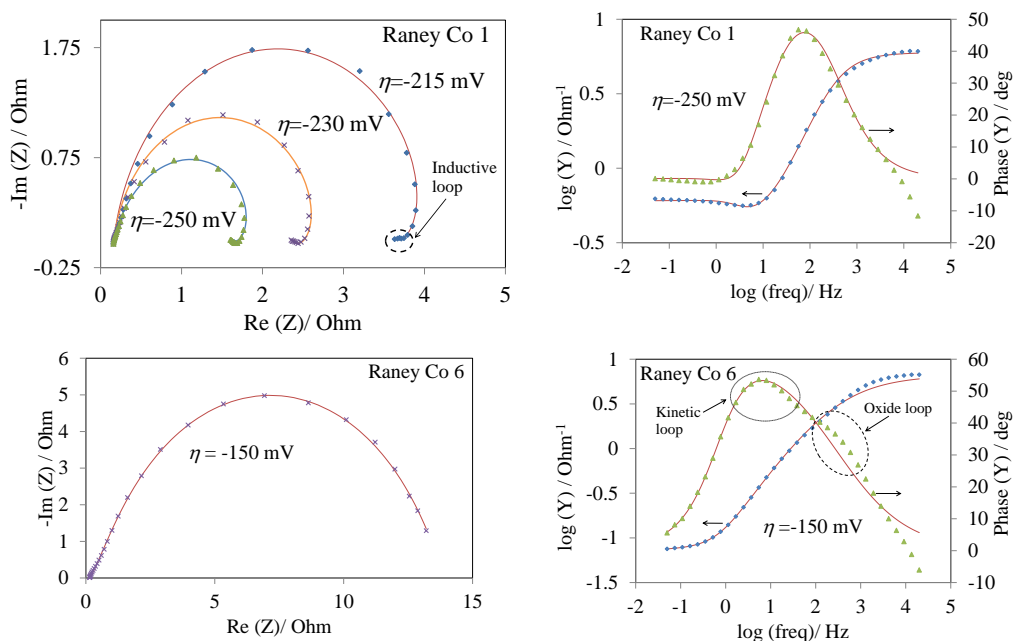 Raney Co 1
-Im (Z) / Ohm
1.75
0.75
-0.25
η=-215 mV
η=-230 mV
η=-250 mV
Inductive
loop
0 1 2 3 4 5
Re (Z)/ Ohm
Raney Co 1
log (Y) / Ohm⁻¹
1
0.5
0
-0.5
η=-250 mV
50
40
30
20
10
0
-10
-20
Phase (Y) / deg
-2 -1 0 1 2 3 4 5
log (freq)/ Hz
Raney Co 6
-Im (Z) / Ohm
6
5
4
3
2
1
0
η = -150 mV
0 5 10 15
Re (Z)/ Ohm
Raney Co 6
log (Y) / Ohm⁻¹
1
0.5
0
-0.5
-1
-1.5
Kinetic
loop
Oxide loop
η=-150 mV
60
50
40
30
20
10
0
-10
Phase (Y) / deg
-2 -1 0 1 2 3 4 5
log (freq)/ Hz